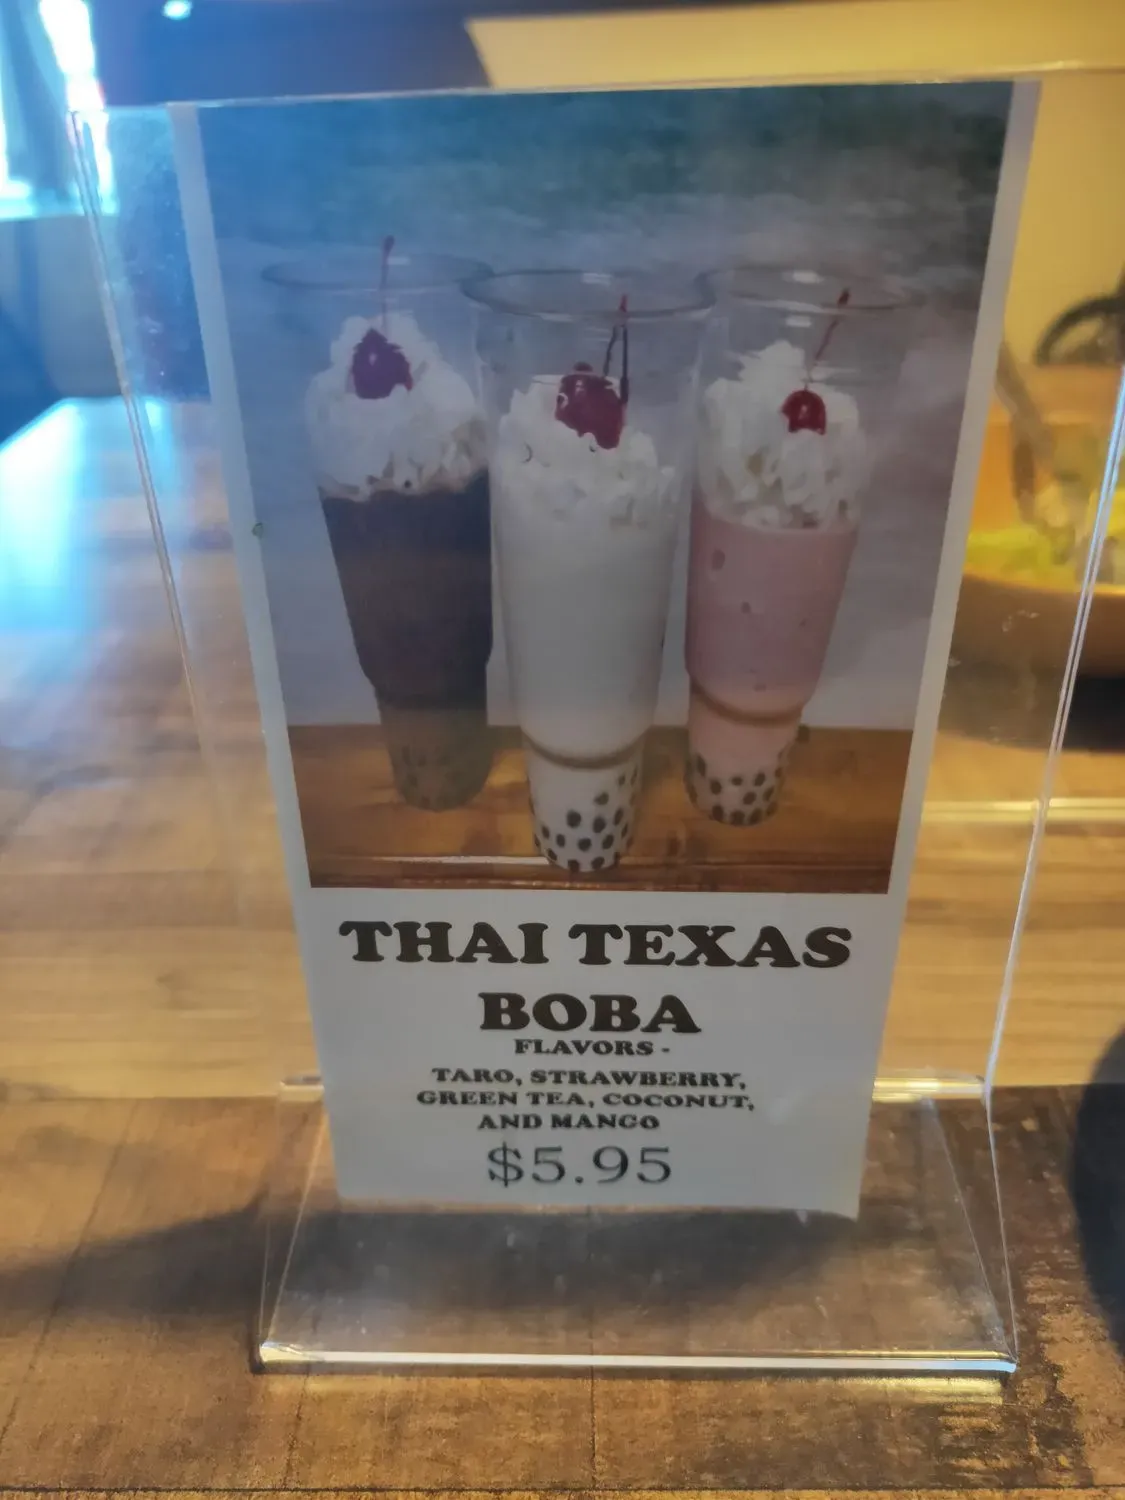 THAI TEXAS
BOBA
FLAVORS -
TARO, STRAWBERRY,
GREEN TEA, COCONUT,
AND MANGO
$5.95